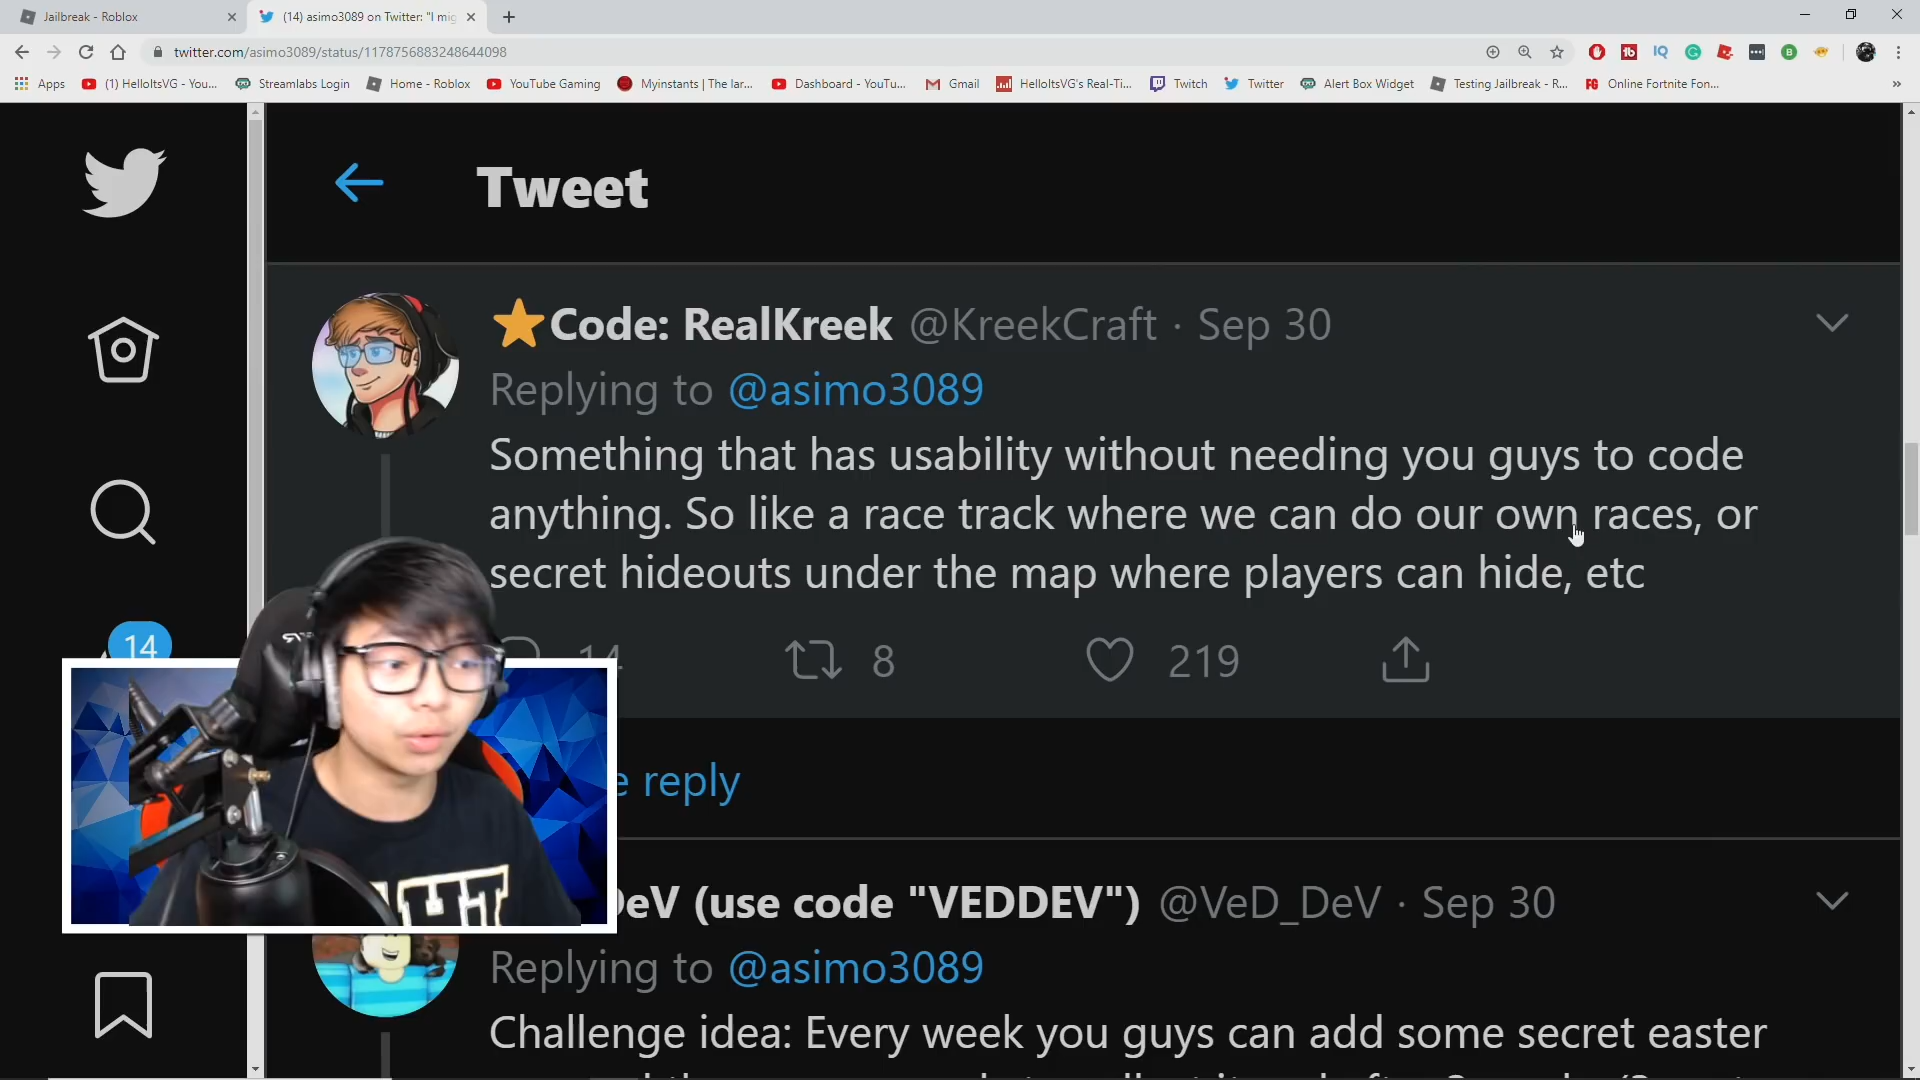 Jailbreak - Roblox
(14) asimo3089 on Twitter: "I mig
twitter.com/asimo3089/status/1178756883248644098
Apps
(1) HelloItsVG - You...
Streamlabs Login
Home - Roblox
YouTube Gaming
Myinstants | The lar...
Dashboard - YouTu...
Gmail
HelloItsVG's Real-Ti...
Twitch
Twitter
Alert Box Widget
Testing Jailbreak - R...
Online Fortnite Fon...
Tweet
Code: RealKreek @KreekCraft · Sep 30
Replying to @asimo3089
Something that has usability without needing you guys to code
anything. So like a race track where we can do our own races, or
secret hideouts under the map where players can hide, etc
14 8 219
14
e reply
DeV (use code "VEDDEV") @VeD_DeV · Sep 30
Replying to @asimo3089
Challenge idea: Every week you guys can add some secret easter